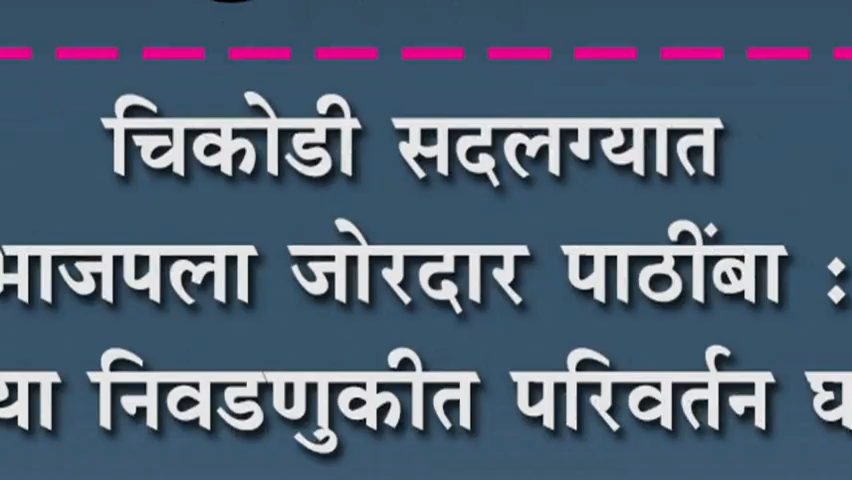 चिकोडी सदलग्यात
भाजपला जोरदार पाठींबा :
निवडणुकीत परिवर्तन